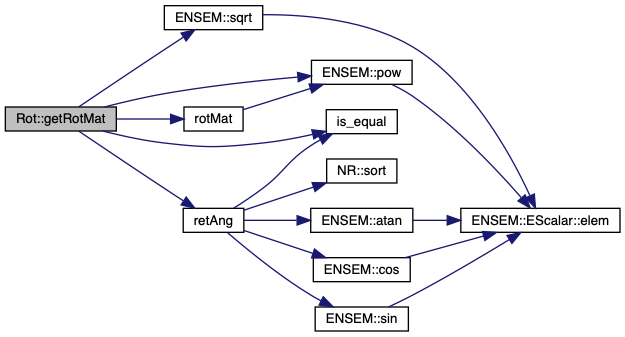 ENSEM::sqrt
ENSEM::pow
Rot::getRotMat
rotMat
is_equal
NR::sort
retAng
ENSEM::atan
ENSEM::EScalar::elem
ENSEM::cos
ENSEM::sin